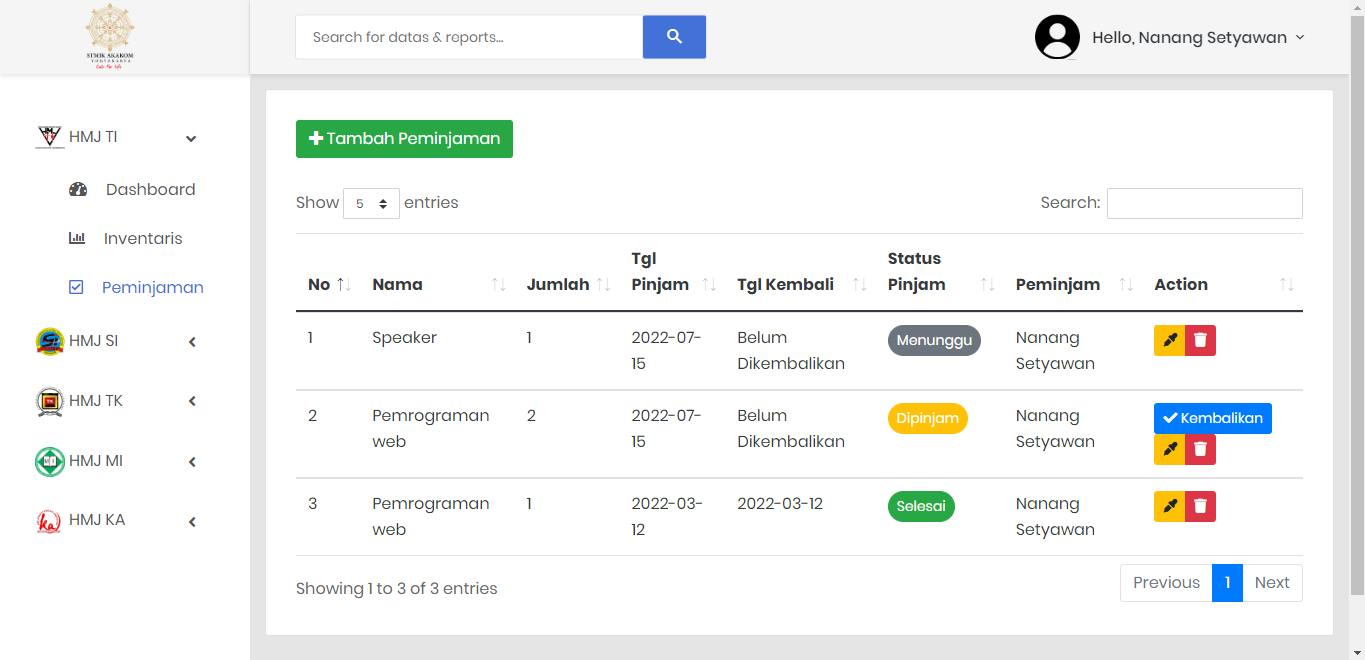 STMIK AKAKOM
YOGYAKARTA
Search for datas & reports...
Hello, Nanang Setyawan
HMJ TI
Dashboard
Inventaris
Peminjaman
HMJ SI
HMJ TK
HMJ MI
HMJ KA
Tambah Peminjaman
Show 5 entries
Search:
No Nama Jumlah Tgl Pinjam Tgl Kembali Status Pinjam Peminjam Action
1 Speaker 1 2022-07-15 Belum Dikembalikan Menunggu Nanang Setyawan
2 Pemrograman web 2 2022-07-15 Belum Dikembalikan Dipinjam Nanang Setyawan Kembalikan
3 Pemrograman web 1 2022-03-12 2022-03-12 Selesai Nanang Setyawan
Showing 1 to 3 of 3 entries
Previous 1 Next